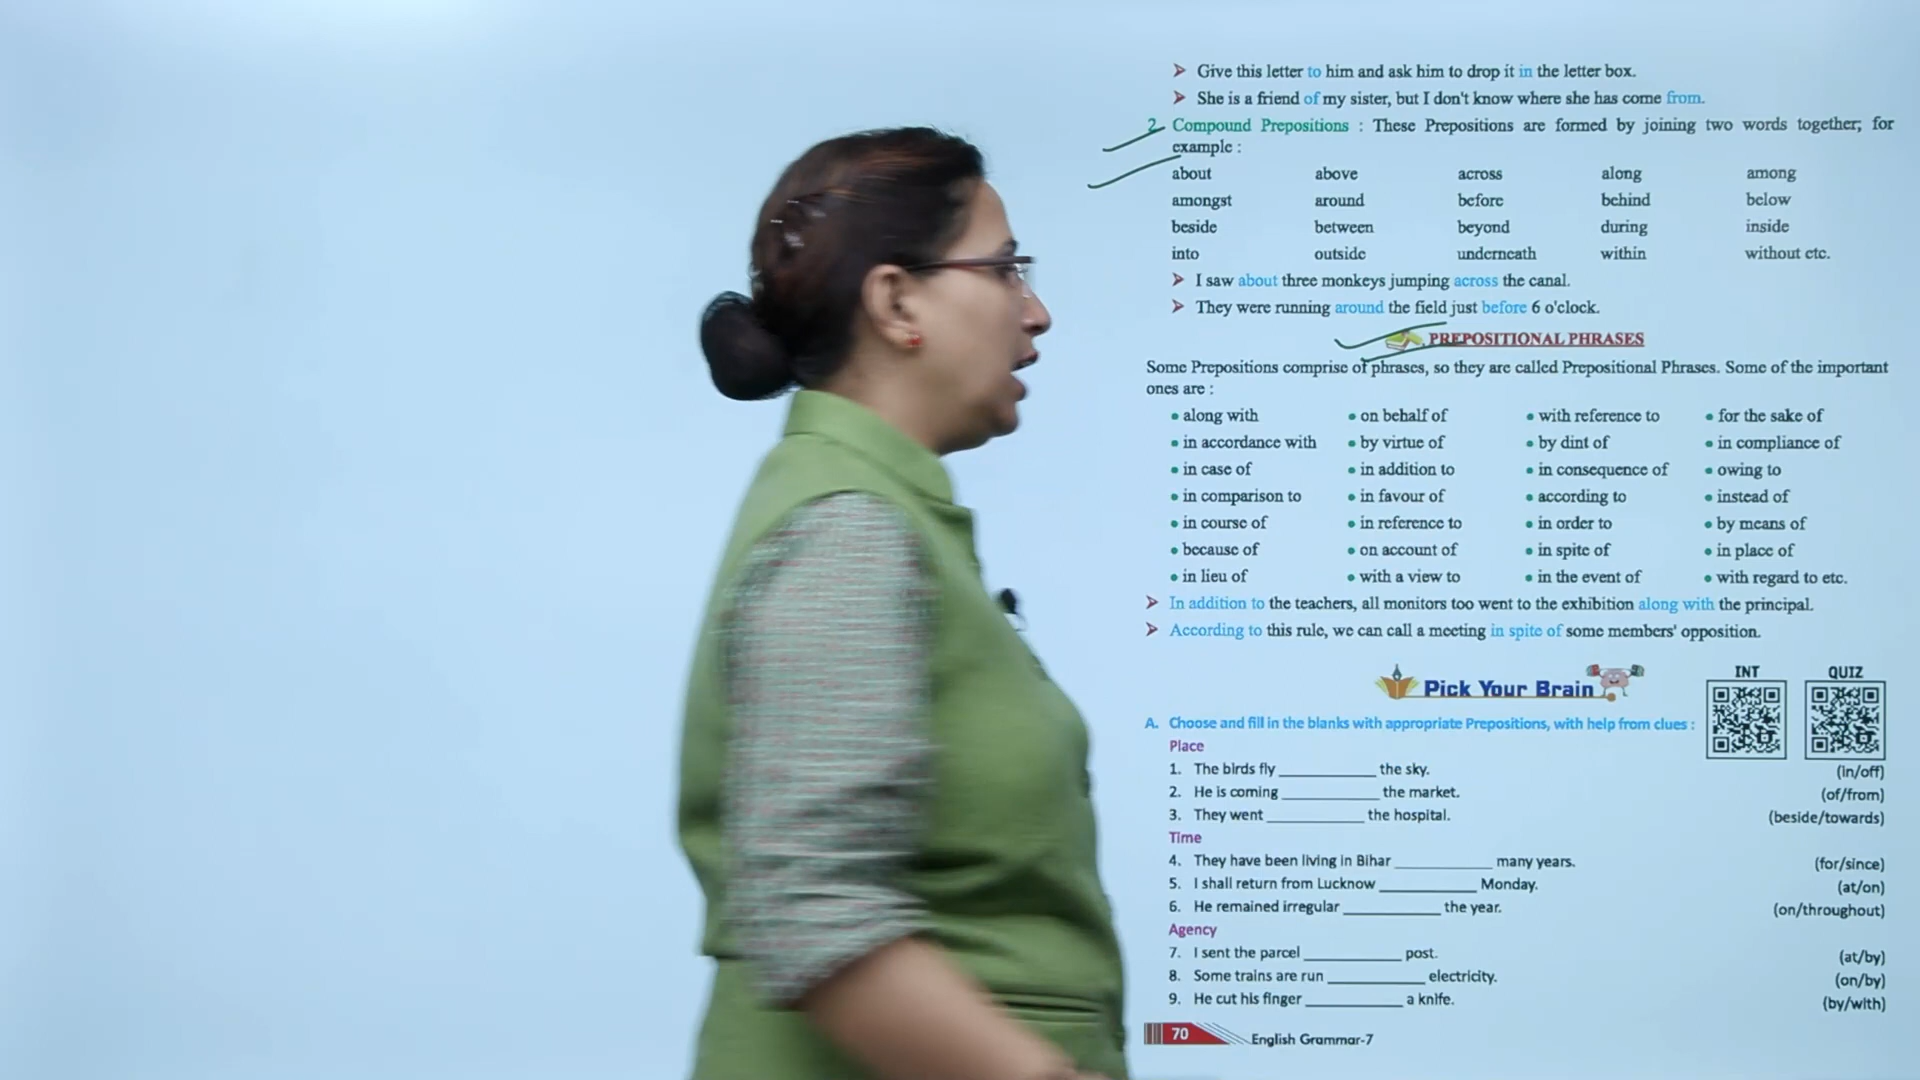 Give this letter to him and ask him to drop it in the letter box.
She is a friend of my sister, but I don't know where she has come from.
2. Compound Prepositions : These Prepositions are formed by joining two words together; for
example :
about above across along among
amongst around before behind below
beside between beyond during inside
into outside underneath within without etc.
I saw about three monkeys jumping across the canal.
They were running around the field just before 6 o'clock.
PREPOSITIONAL PHRASES
Some Prepositions comprise of phrases, so they are called Prepositional Phrases. Some of the important
ones are :
• along with • on behalf of • with reference to • for the sake of
• in accordance with • by virtue of • by dint of • in compliance of
• in case of • in addition to • in consequence of • owing to
• in comparison to • in favour of • according to • instead of
• in course of • in reference to • in order to • by means of
• because of • on account of • in spite of • in place of
• in lieu of • with a view to • in the event of • with regard to etc.
In addition to the teachers, all monitors too went to the exhibition along with the principal.
According to this rule, we can call a meeting in spite of some members' opposition.
Pick Your Brain INT QUIZ
A. Choose and fill in the blanks with appropriate Prepositions, with help from clues :
Place
1. The birds fly ____________ the sky. (in/off)
2. He is coming ____________ the market. (of/from)
3. They went ____________ the hospital. (beside/towards)
Time
4. They have been living in Bihar ____________ many years. (for/since)
5. I shall return from Lucknow ____________ Monday. (at/on)
6. He remained irregular ____________ the year. (on/throughout)
Agency
7. I sent the parcel ____________ post. (at/by)
8. Some trains are run ____________ electricity. (on/by)
9. He cut his finger ____________ a knife. (by/with)
70 English Grammar-7